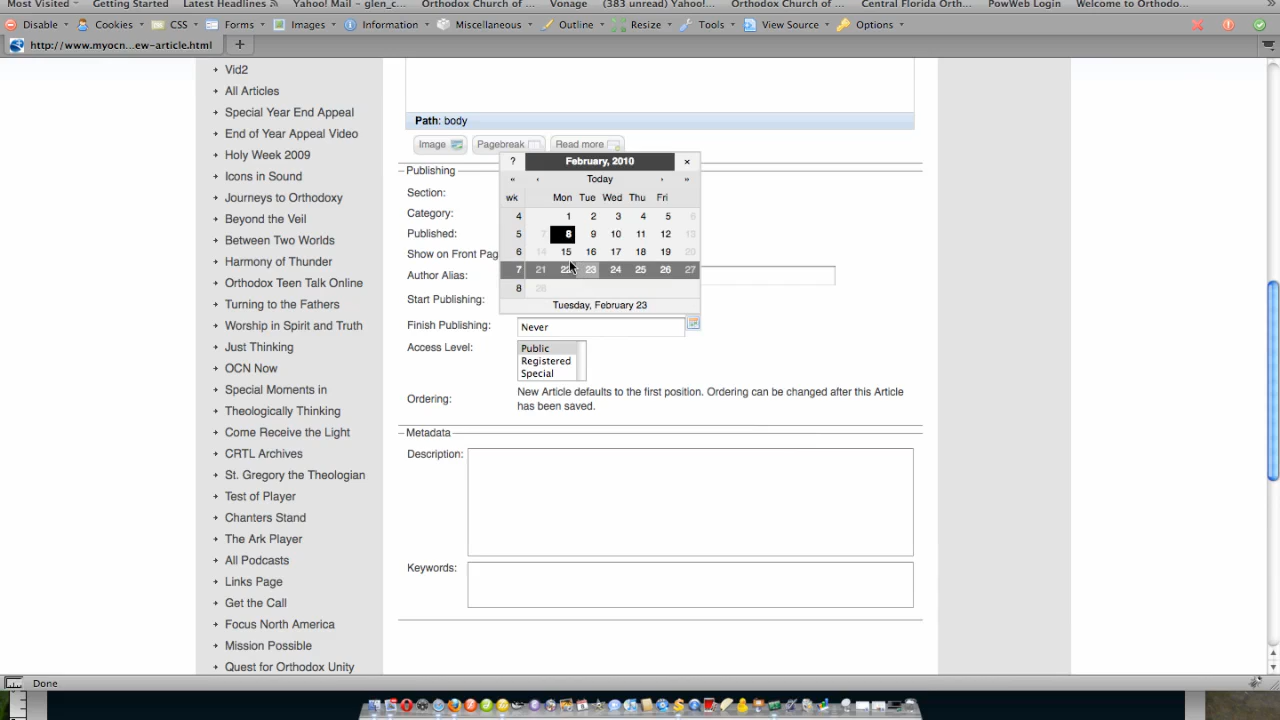 Most Visited Getting Started Latest Headlines Yahoo! Mail – glen_c... Orthodox Church of ... Vonage (383 unread) Yahoo!... Orthodox Church of ... Central Florida Orth... PowWeb Login Welcome to Orthodo...
Disable Cookies CSS Forms Images Information Miscellaneous Outline Resize Tools View Source Options
http://www.myocn...ew-article.html
Vid2
All Articles
Special Year End Appeal
End of Year Appeal Video
Holy Week 2009
Icons in Sound
Journeys to Orthodoxy
Beyond the Veil
Between Two Worlds
Harmony of Thunder
Orthodox Teen Talk Online
Turning to the Fathers
Worship in Spirit and Truth
Just Thinking
OCN Now
Special Moments in
Theologically Thinking
Come Receive the Light
CRTL Archives
St. Gregory the Theologian
Test of Player
Chanters Stand
The Ark Player
All Podcasts
Links Page
Get the Call
Focus North America
Mission Possible
Quest for Orthodox Unity
Path: body
Image Pagebreak Read more
Publishing
Section:
Category:
Published:
Show on Front Pag
Author Alias:
Start Publishing:
? February, 2010 ×
« ‹ Today › »
wk Mon Tue Wed Thu Fri
4 1 2 3 4 5 6
5 7 8 9 10 11 12 13
6 14 15 16 17 18 19 20
7 21 22 23 24 25 26 27
8 28
Tuesday, February 23
Finish Publishing: Never
Access Level: Public
Registered
Special
Ordering: New Article defaults to the first position. Ordering can be changed after this Article
has been saved.
Metadata
Description:
Keywords:
Done